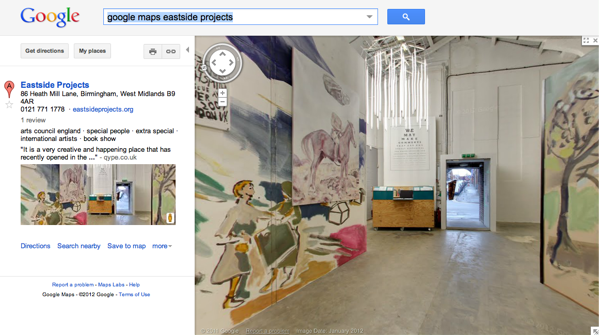 Google
google maps eastside projects
Get directions
My places
A
Eastside Projects
86 Heath Mill Lane, Birmingham, West Midlands B9
4AR
0121 771 1778 · eastsideprojects.org
1 review
arts council england · special people · extra special ·
international artists · book show
"It is a very creative and happening place that has
recently opened in the ..." - qype.co.uk
Directions Search nearby Save to map more
Report a problem - Maps Labs - Help
Google Maps - ©2012 Google - Terms of Use
Google Report a problem Image Date: January 2012